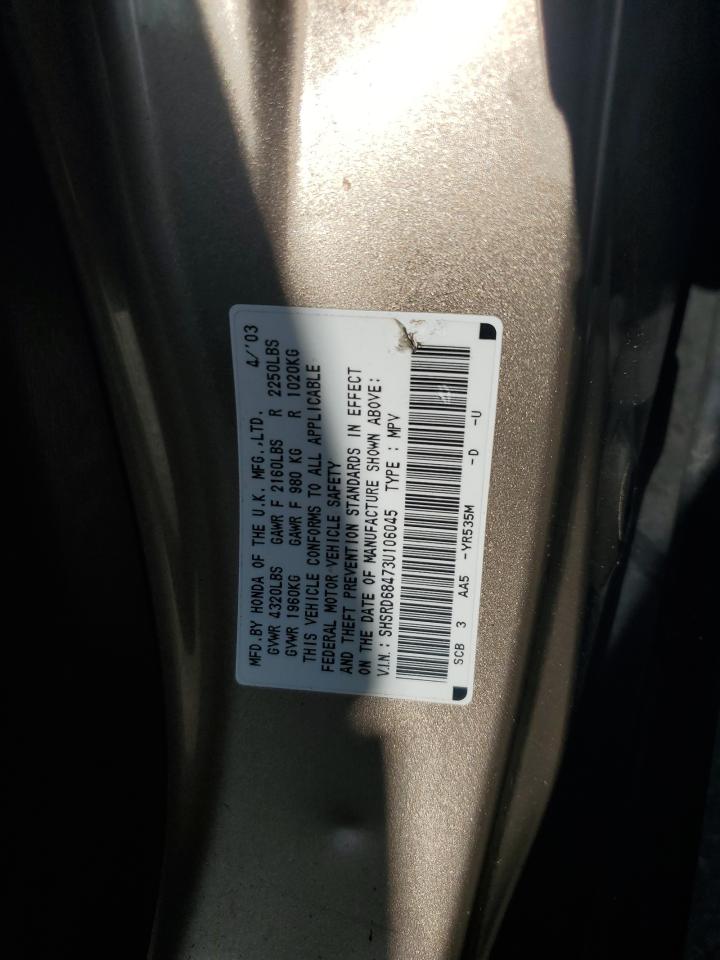 MFD.BY HONDA OF THE U.K. MFG.,LTD. 4/'03
GVWR 4320LBS GAWR F 2160LBS R 2250LBS
GVWR 1960KG GAWR F 980 KG R 1020KG
THIS VEHICLE CONFORMS TO ALL APPLICABLE
FEDERAL MOTOR VEHICLE SAFETY
AND THEFT PREVENTION STANDARDS IN EFFECT
ON THE DATE OF MANUFACTURE SHOWN ABOVE:
V.I.N.: SHSRD68473U106045 TYPE : MPV
SCB 3 AA5 -YR535M -D -U